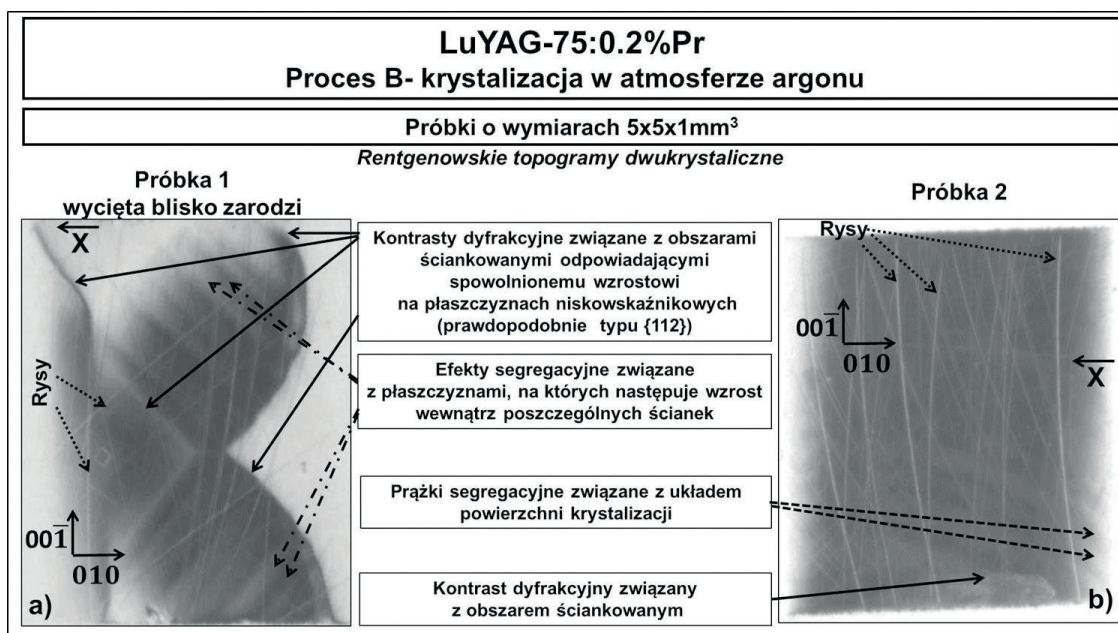 LuYAG-75:0.2%Pr
Proces B- krystalizacja w atmosferze argonu
Próbki o wymiarach 5x5x1mm³
Rentgenowskie topogramy dwukrystaliczne
Próbka 1
wycięta blisko zarodzi
X
Rysy
001̅
010
a)
Kontrasty dyfrakcyjne związane z obszarami
ściankowanymi odpowiadającymi
spowolnionemu wzrostowi
na płaszczyznach niskowskaźnikowych
(prawdopodobnie typu {112})
Efekty segregacyjne związane
z płaszczyznami, na których następuje wzrost
wewnątrz poszczególnych ścianek
Prążki segregacyjne związane z układem
powierzchni krystalizacji
Kontrast dyfrakcyjny związany
z obszarem ściankowanym
Próbka 2
Rysy
001̅
010
X
b)